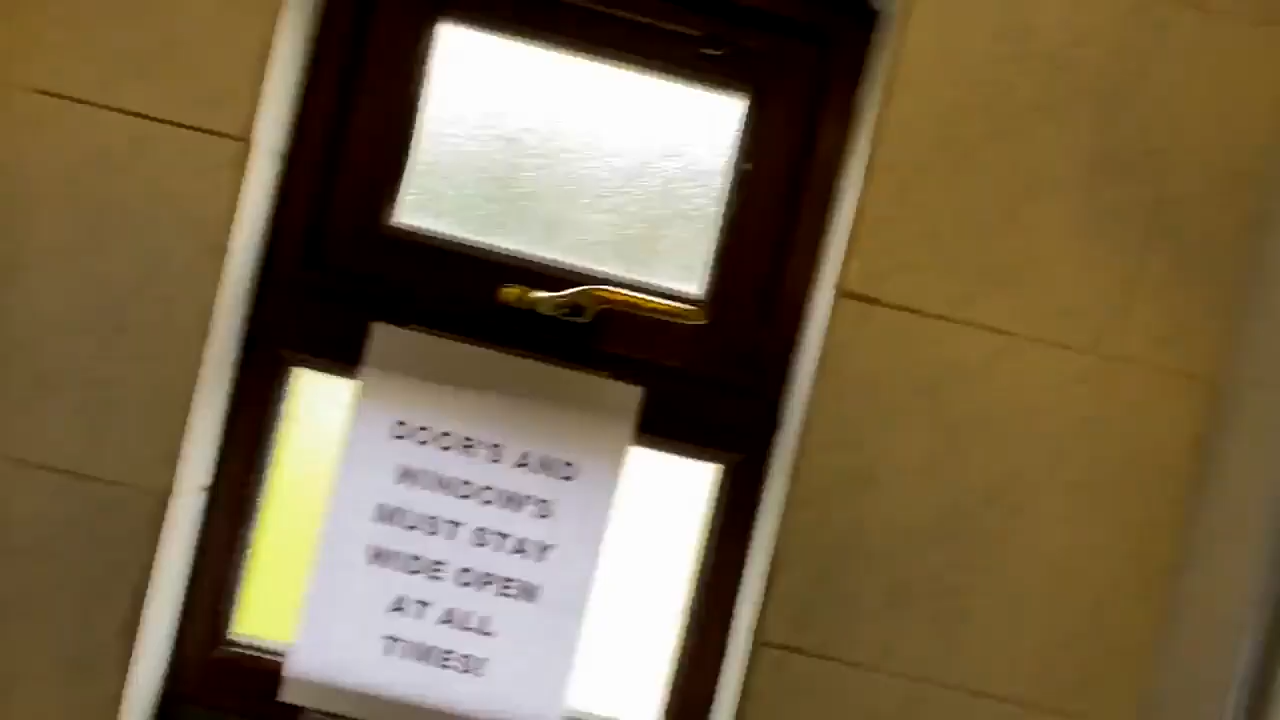 DOOR'S AND
WINDOW'S
MUST STAY
WIDE OPEN
AT ALL
TIMES!